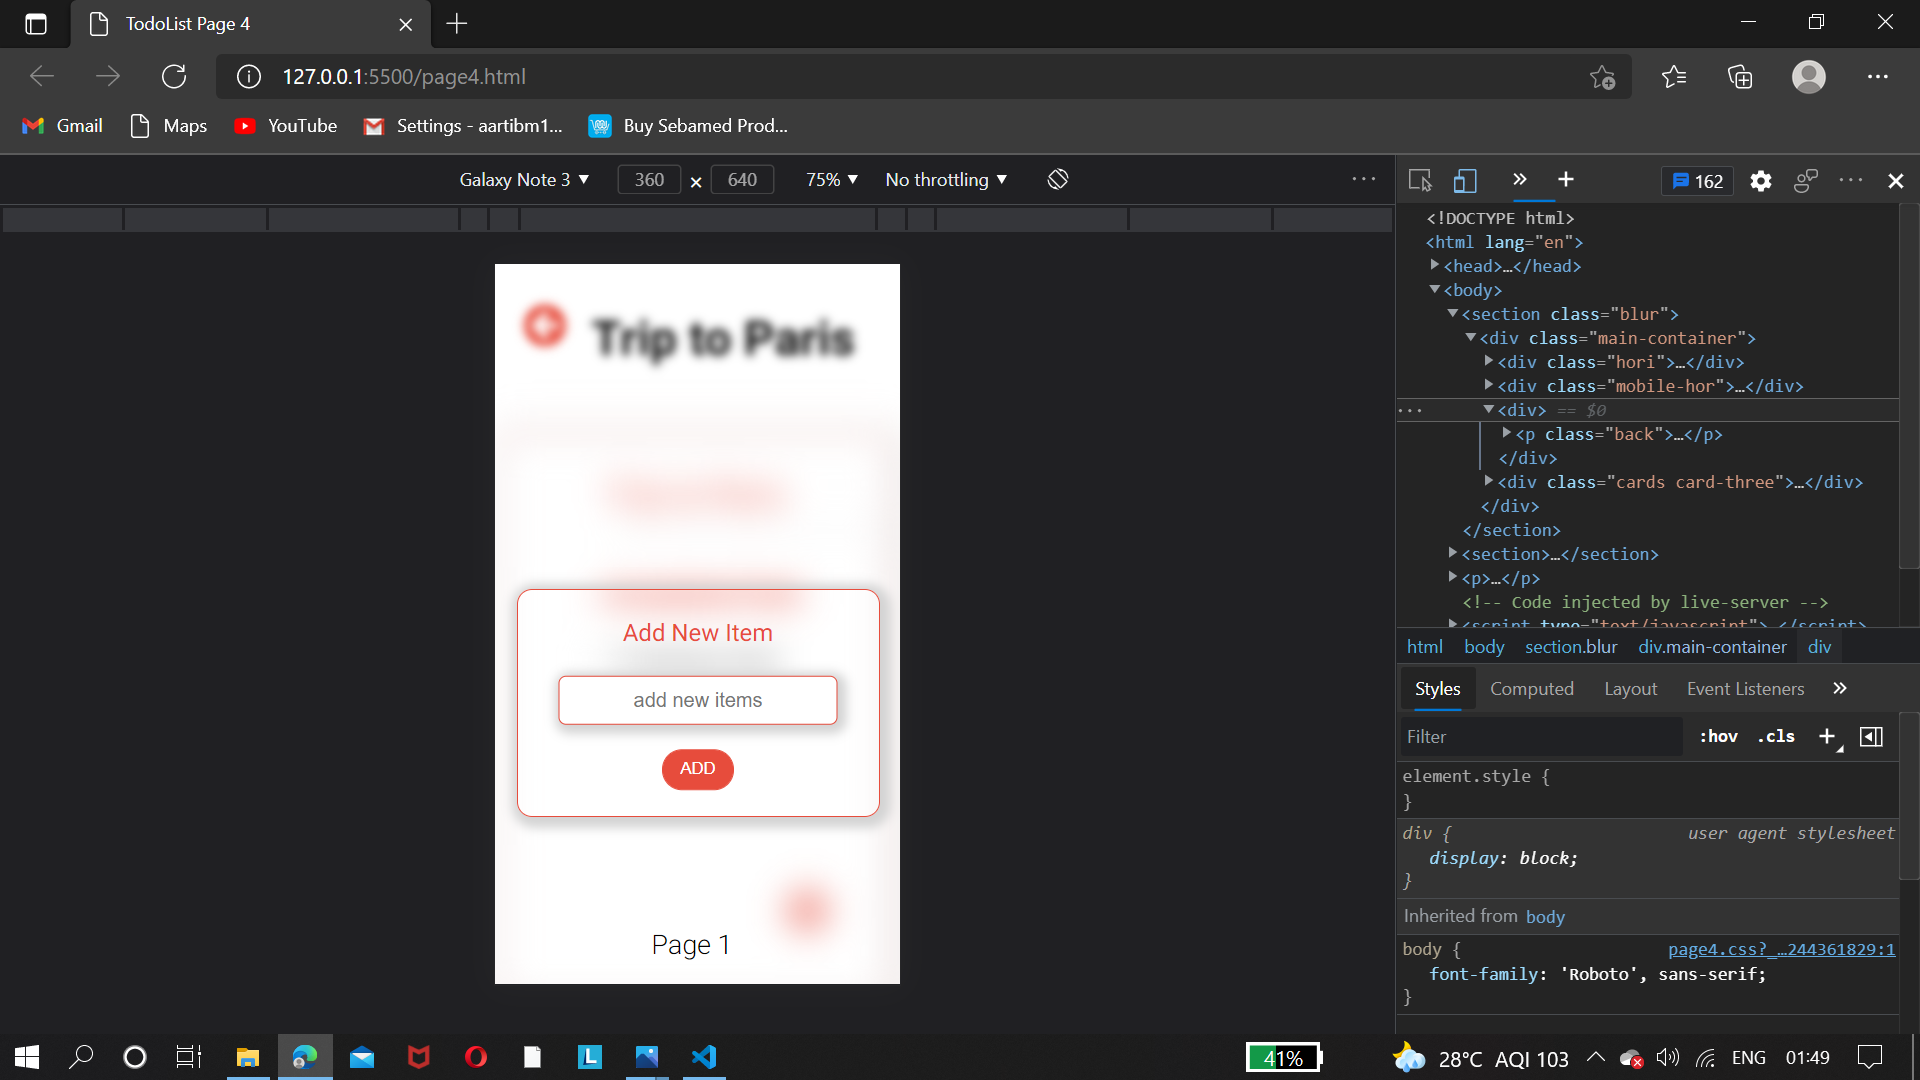 TodoList Page 4
127.0.0.1:5500/page4.html
Gmail Maps YouTube Settings - aartibm1... Buy Sebamed Prod...
Galaxy Note 3 360 × 640 75% No throttling
162
Trip to Paris
Add New Item
add new items
ADD
Page 1
<!DOCTYPE html>
<html lang="en">
<head>…</head>
<body>
<section class="blur">
<div class="main-container">
<div class="hori">…</div>
<div class="mobile-hor">…</div>
<div> == $0
<p class="back">…</p>
</div>
<div class="cards card-three">…</div>
</div>
</section>
<section>…</section>
<p>…</p>
<!-- Code injected by live-server -->
<script type="text/javascript">…</script>
html body section.blur div.main-container div
Styles Computed Layout Event Listeners
Filter :hov .cls
element.style {
}
div { user agent stylesheet
display: block;
}
Inherited from body
body { page4.css?_…244361829:1
font-family: 'Roboto', sans-serif;
}
41% 28°C AQI 103 ENG 01:49